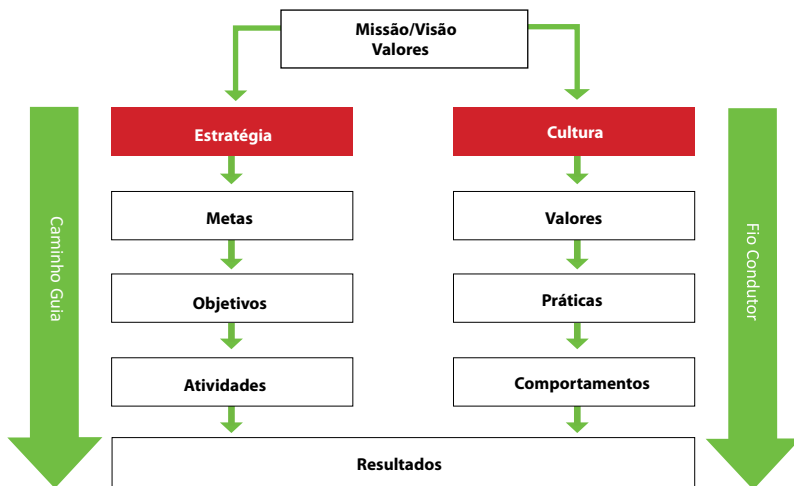 Missão/Visão
Valores
Estratégia
Cultura
Metas
Valores
Objetivos
Práticas
Atividades
Comportamentos
Resultados
Caminho Guia
Fio Condutor